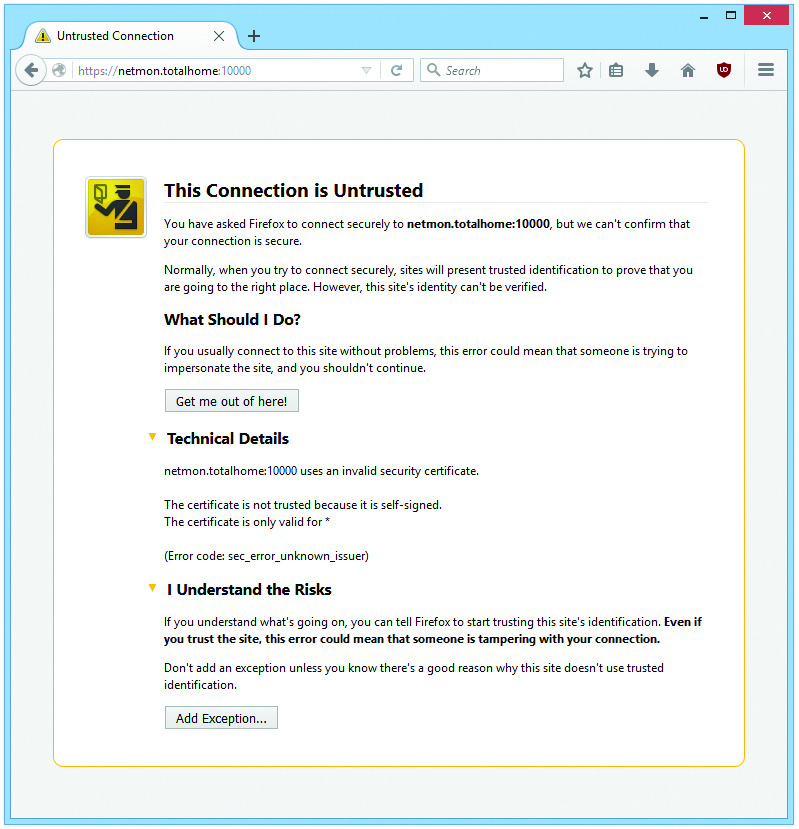 Untrusted Connection
https://netmon.totalhome:10000
Search
This Connection is Untrusted
You have asked Firefox to connect securely to netmon.totalhome:10000, but we can't confirm that
your connection is secure.
Normally, when you try to connect securely, sites will present trusted identification to prove that you
are going to the right place. However, this site's identity can't be verified.
What Should I Do?
If you usually connect to this site without problems, this error could mean that someone is trying to
impersonate the site, and you shouldn't continue.
Get me out of here!
Technical Details
netmon.totalhome:10000 uses an invalid security certificate.
The certificate is not trusted because it is self-signed.
The certificate is only valid for *
(Error code: sec_error_unknown_issuer)
I Understand the Risks
If you understand what's going on, you can tell Firefox to start trusting this site's identification. Even if
you trust the site, this error could mean that someone is tampering with your connection.
Don't add an exception unless you know there's a good reason why this site doesn't use trusted
identification.
Add Exception...